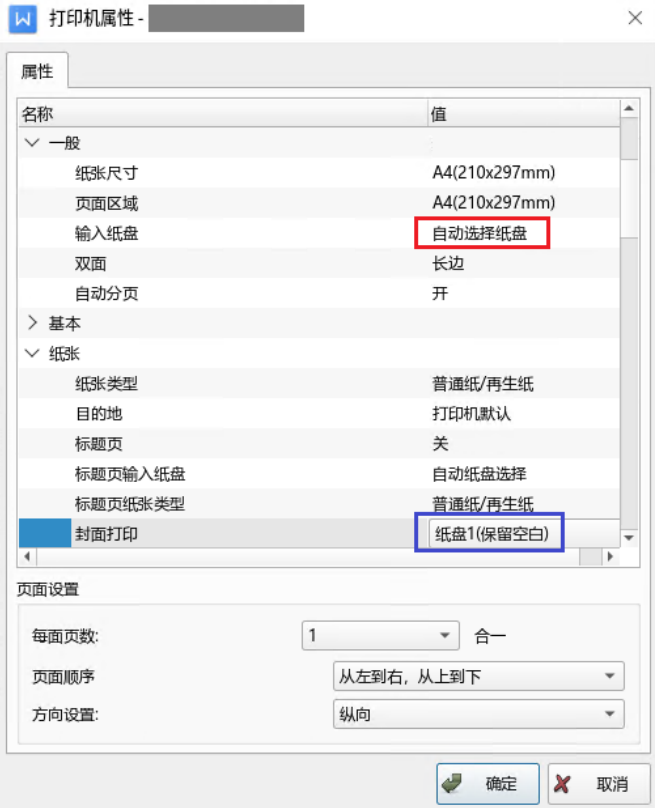 打印机属性 -
属性
名称 值
一般
纸张尺寸 A4(210x297mm)
页面区域 A4(210x297mm)
输入纸盘 自动选择纸盘
双面 长边
自动分页 开
基本
纸张
纸张类型 普通纸/再生纸
目的地 打印机默认
标题页 关
标题页输入纸盘 自动纸盘选择
标题页纸张类型 普通纸/再生纸
封面打印 纸盘1(保留空白)
页面设置
每面页数: 1 合一
页面顺序 从左到右，从上到下
方向设置: 纵向
确定 取消